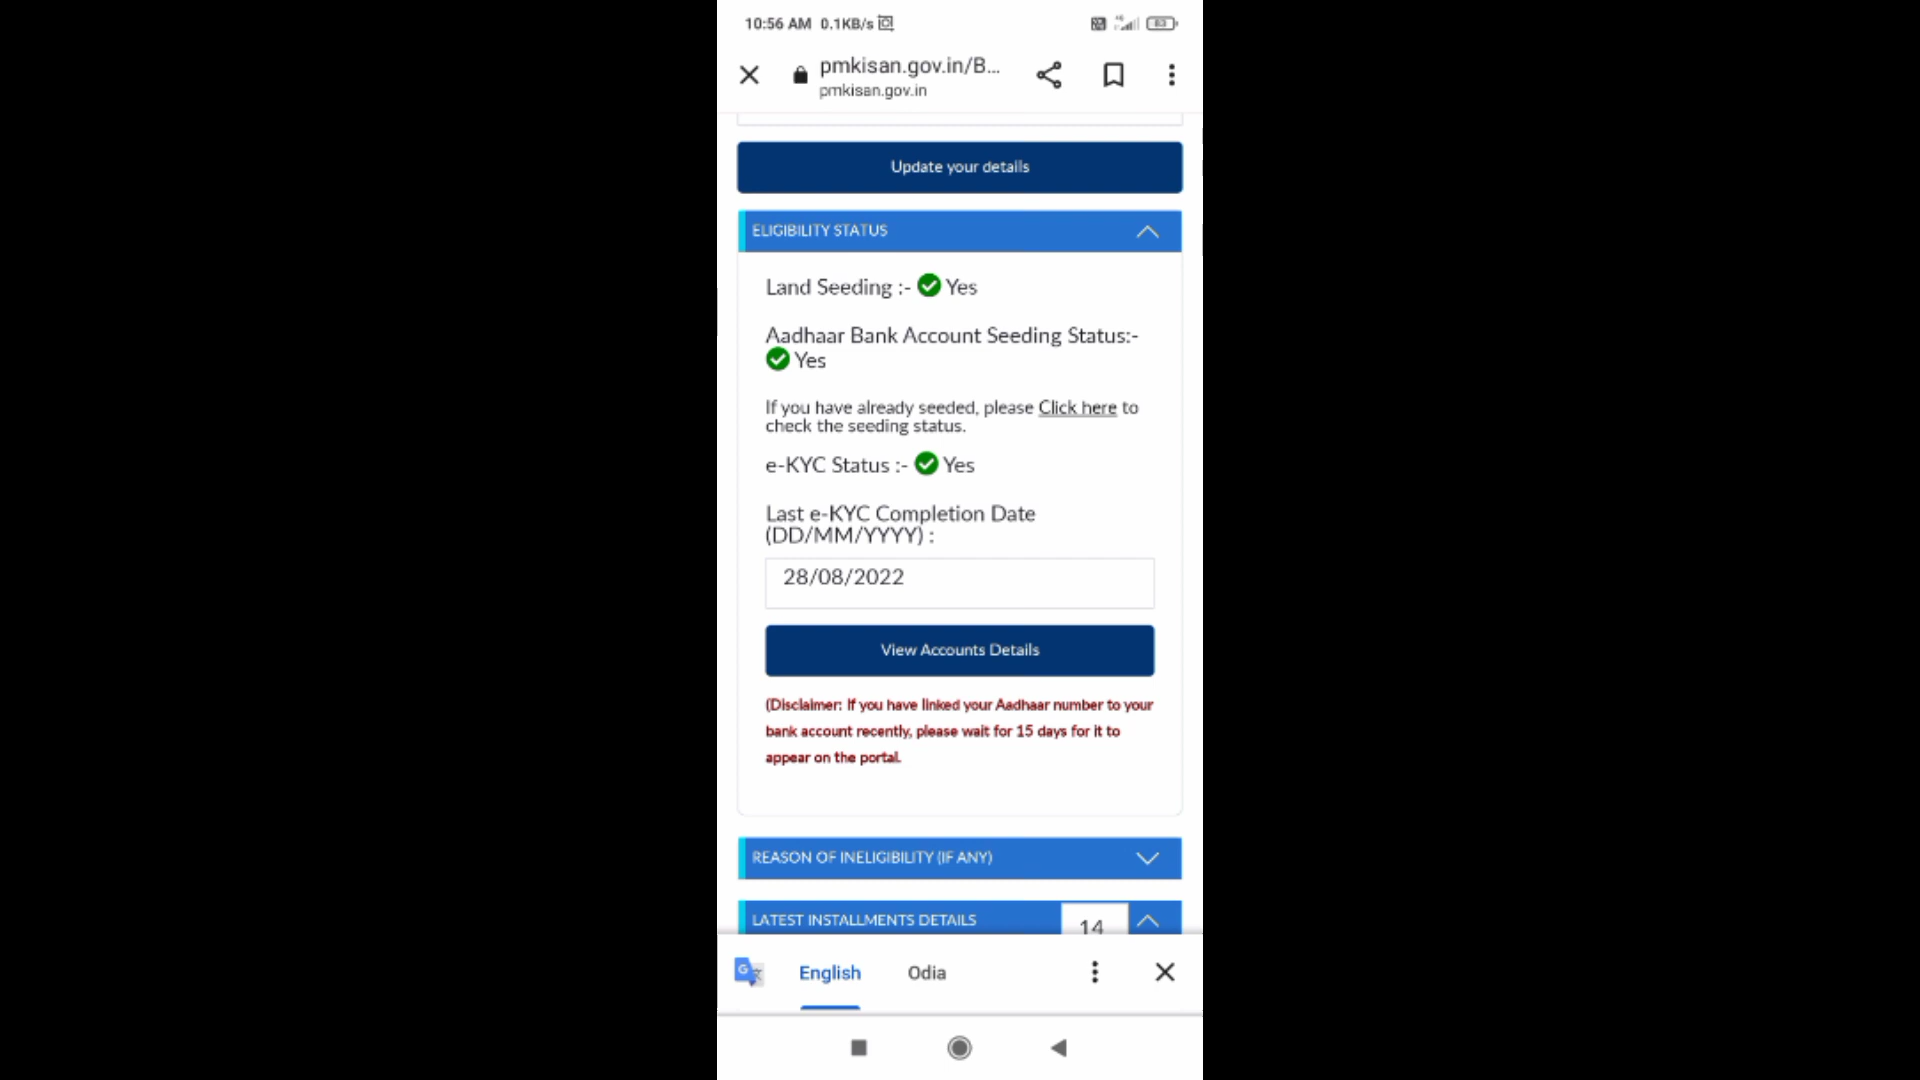 10:56 AM 0.1KB/s
83
pmkisan.gov.in/B...
pmkisan.gov.in
Update your details
ELIGIBILITY STATUS
Land Seeding :- Yes
Aadhaar Bank Account Seeding Status:-
Yes
If you have already seeded, please Click here to
check the seeding status.
e-KYC Status :- Yes
Last e-KYC Completion Date
(DD/MM/YYYY) :
28/08/2022
View Accounts Details
(Disclaimer: If you have linked your Aadhaar number to your
bank account recently, please wait for 15 days for it to
appear on the portal.
REASON OF INELIGIBILITY (IF ANY)
LATEST INSTALLMENTS DETAILS 14
English Odia